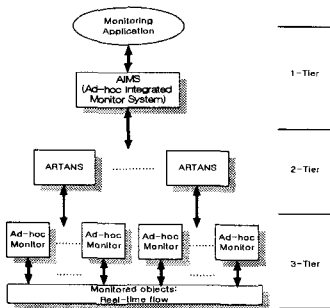 Monitoring
Application
1-Tier
AIMS
(Ad-hoc Integrated
Monitor System)
ARTANS ARTANS
2-Tier
Ad-hoc Monitor Ad-hoc Monitor Ad-hoc Monitor Ad-hoc Monitor
3-Tier
Monitored objects:
Real-time flow